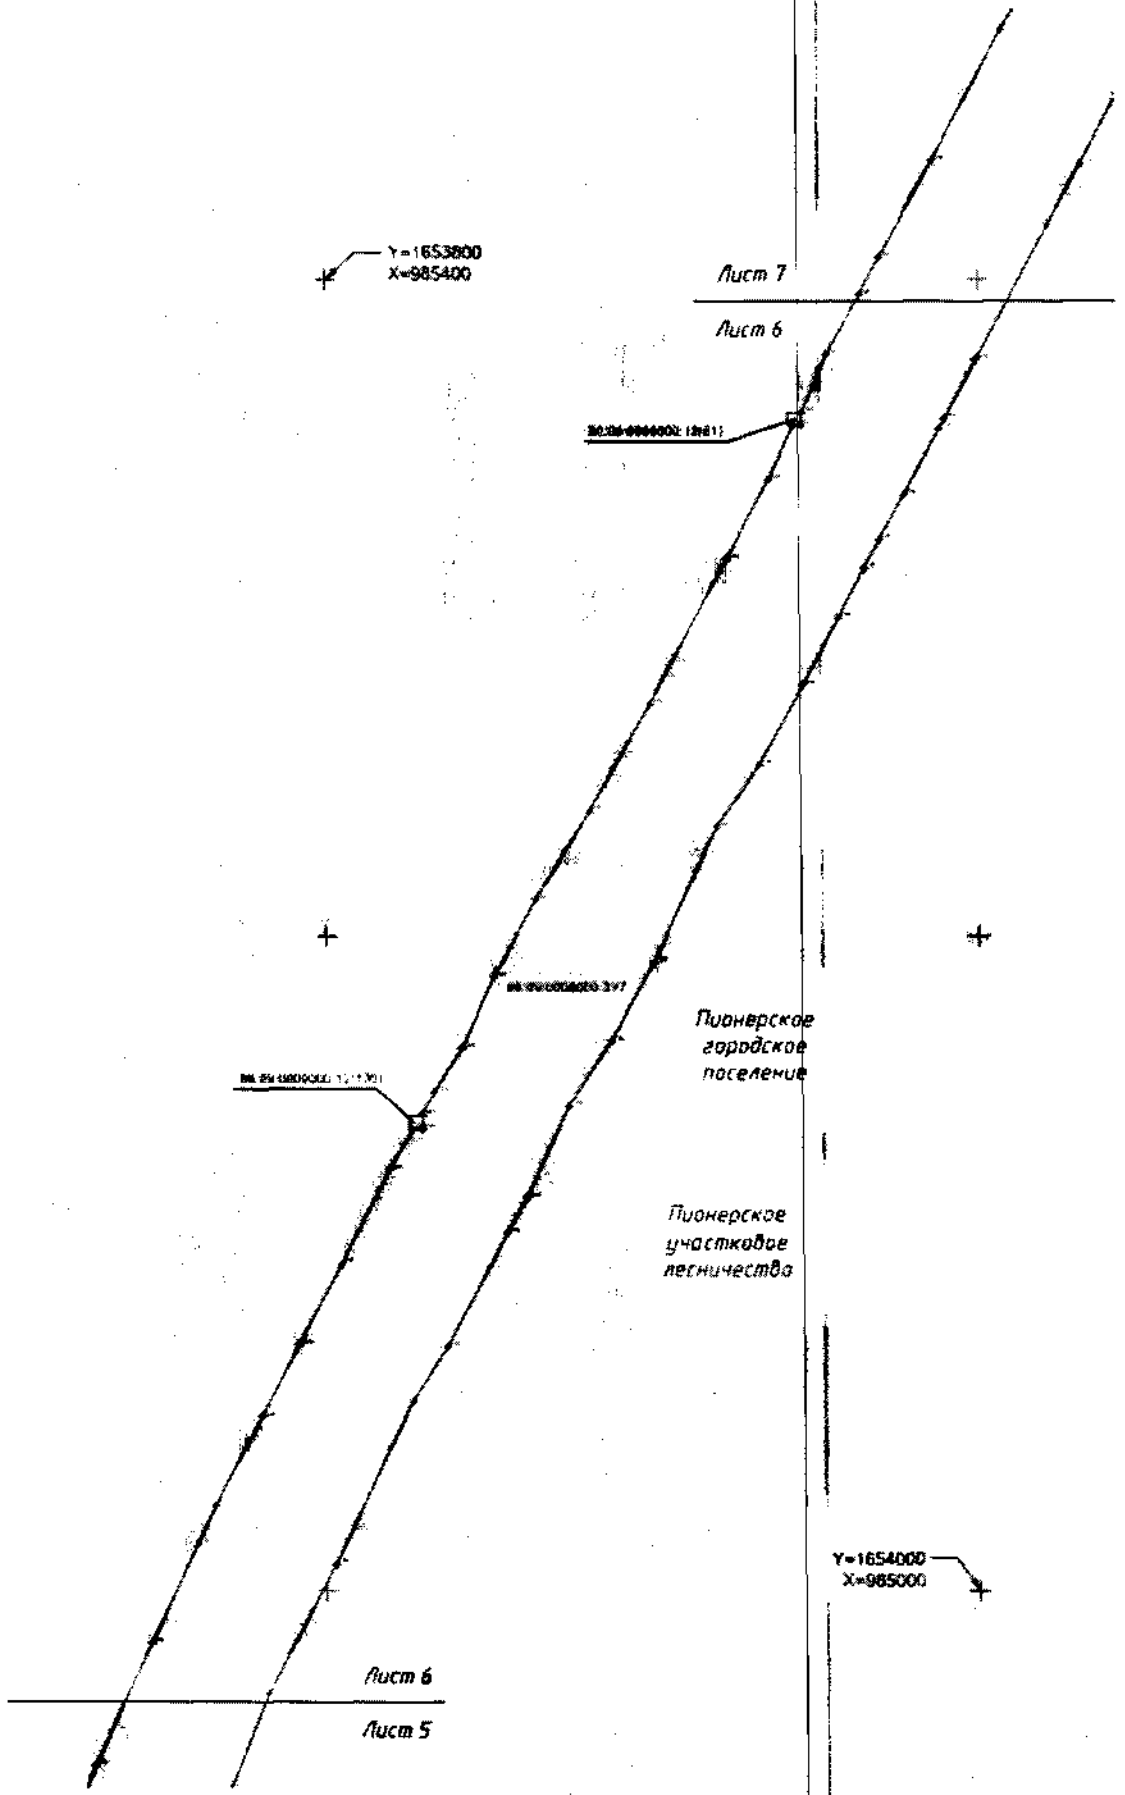 Y=1653800
X=985400
Лист 7
Лист 6
Пионерское
городское
поселение
Пионерское
участковое
лесничество
Y=1654000
X=985000
Лист 6
Лист 5